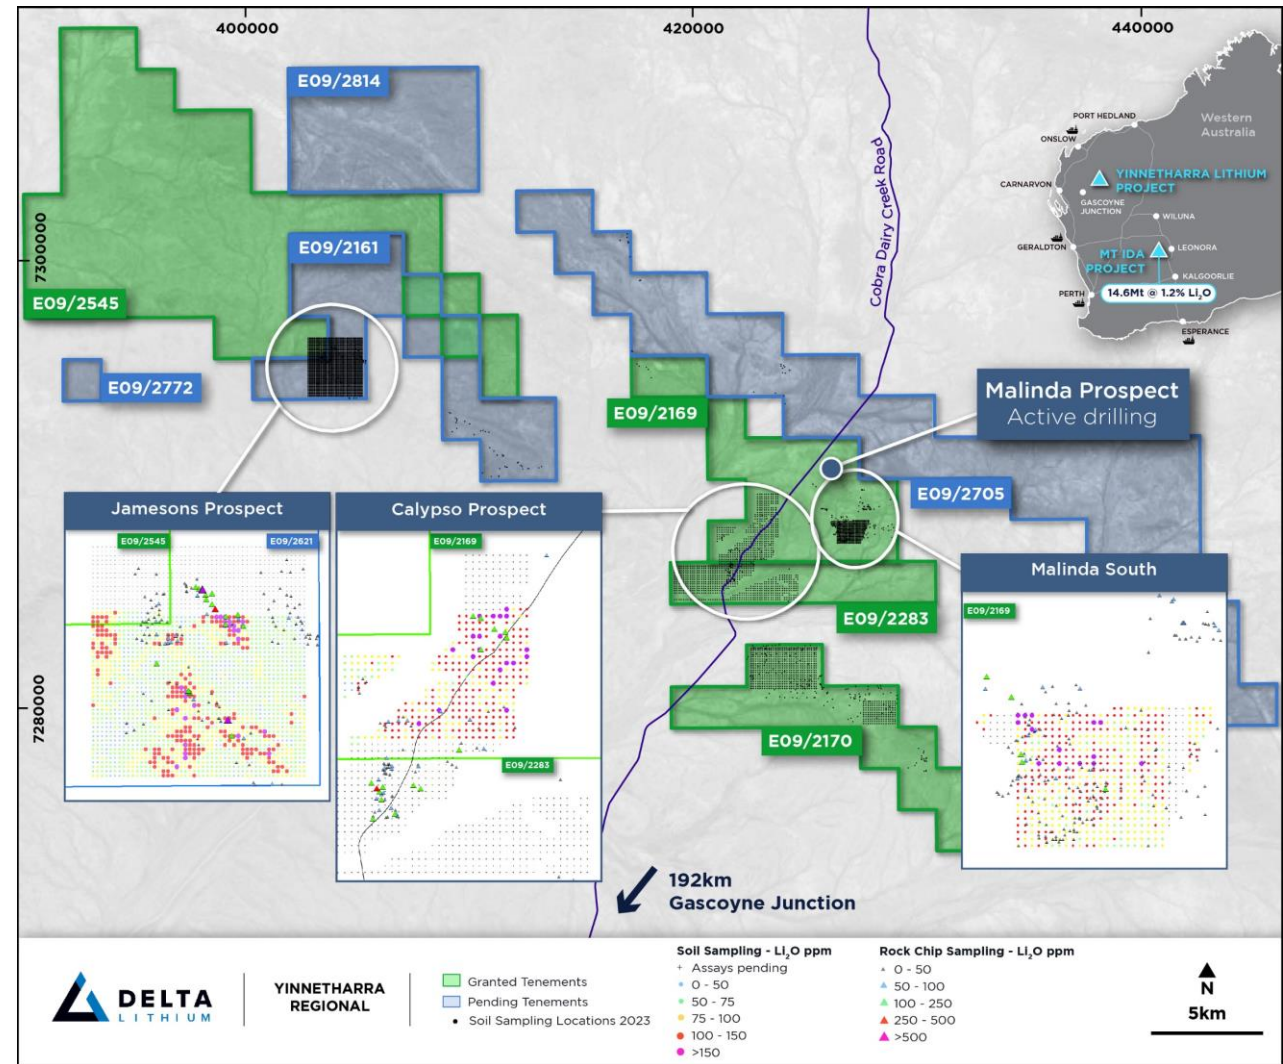 400000
420000
440000
7300000
7280000
E09/2814
E09/2161
E09/2545
E09/2772
E09/2169
Cobra Dairy Creek Road
Malinda Prospect
Active drilling
E09/2705
E09/2283
E09/2170
Western
Australia
PORT HEDLAND
ONSLOW
CARNARVON
YINNETHARRA LITHIUM
PROJECT
GASCOYNE
JUNCTION
WILUNA
GERALDTON
LEONORA
MT IDA
PROJECT
KALGOORLIE
PERTH
14.6Mt @ 1.2% Li₂O
ESPERANCE
Jamesons Prospect
E09/2545
E09/2621
Calypso Prospect
E09/2169
E09/2283
Malinda South
E09/2169
192km
Gascoyne Junction
DELTA
LITHIUM
YINNETHARRA
REGIONAL
Granted Tenements
Pending Tenements
Soil Sampling Locations 2023
Soil Sampling - Li₂O ppm
Assays pending
0 - 50
50 - 75
75 - 100
100 - 150
>150
Rock Chip Sampling - Li₂O ppm
0 - 50
50 - 100
100 - 250
250 - 500
>500
N
5km